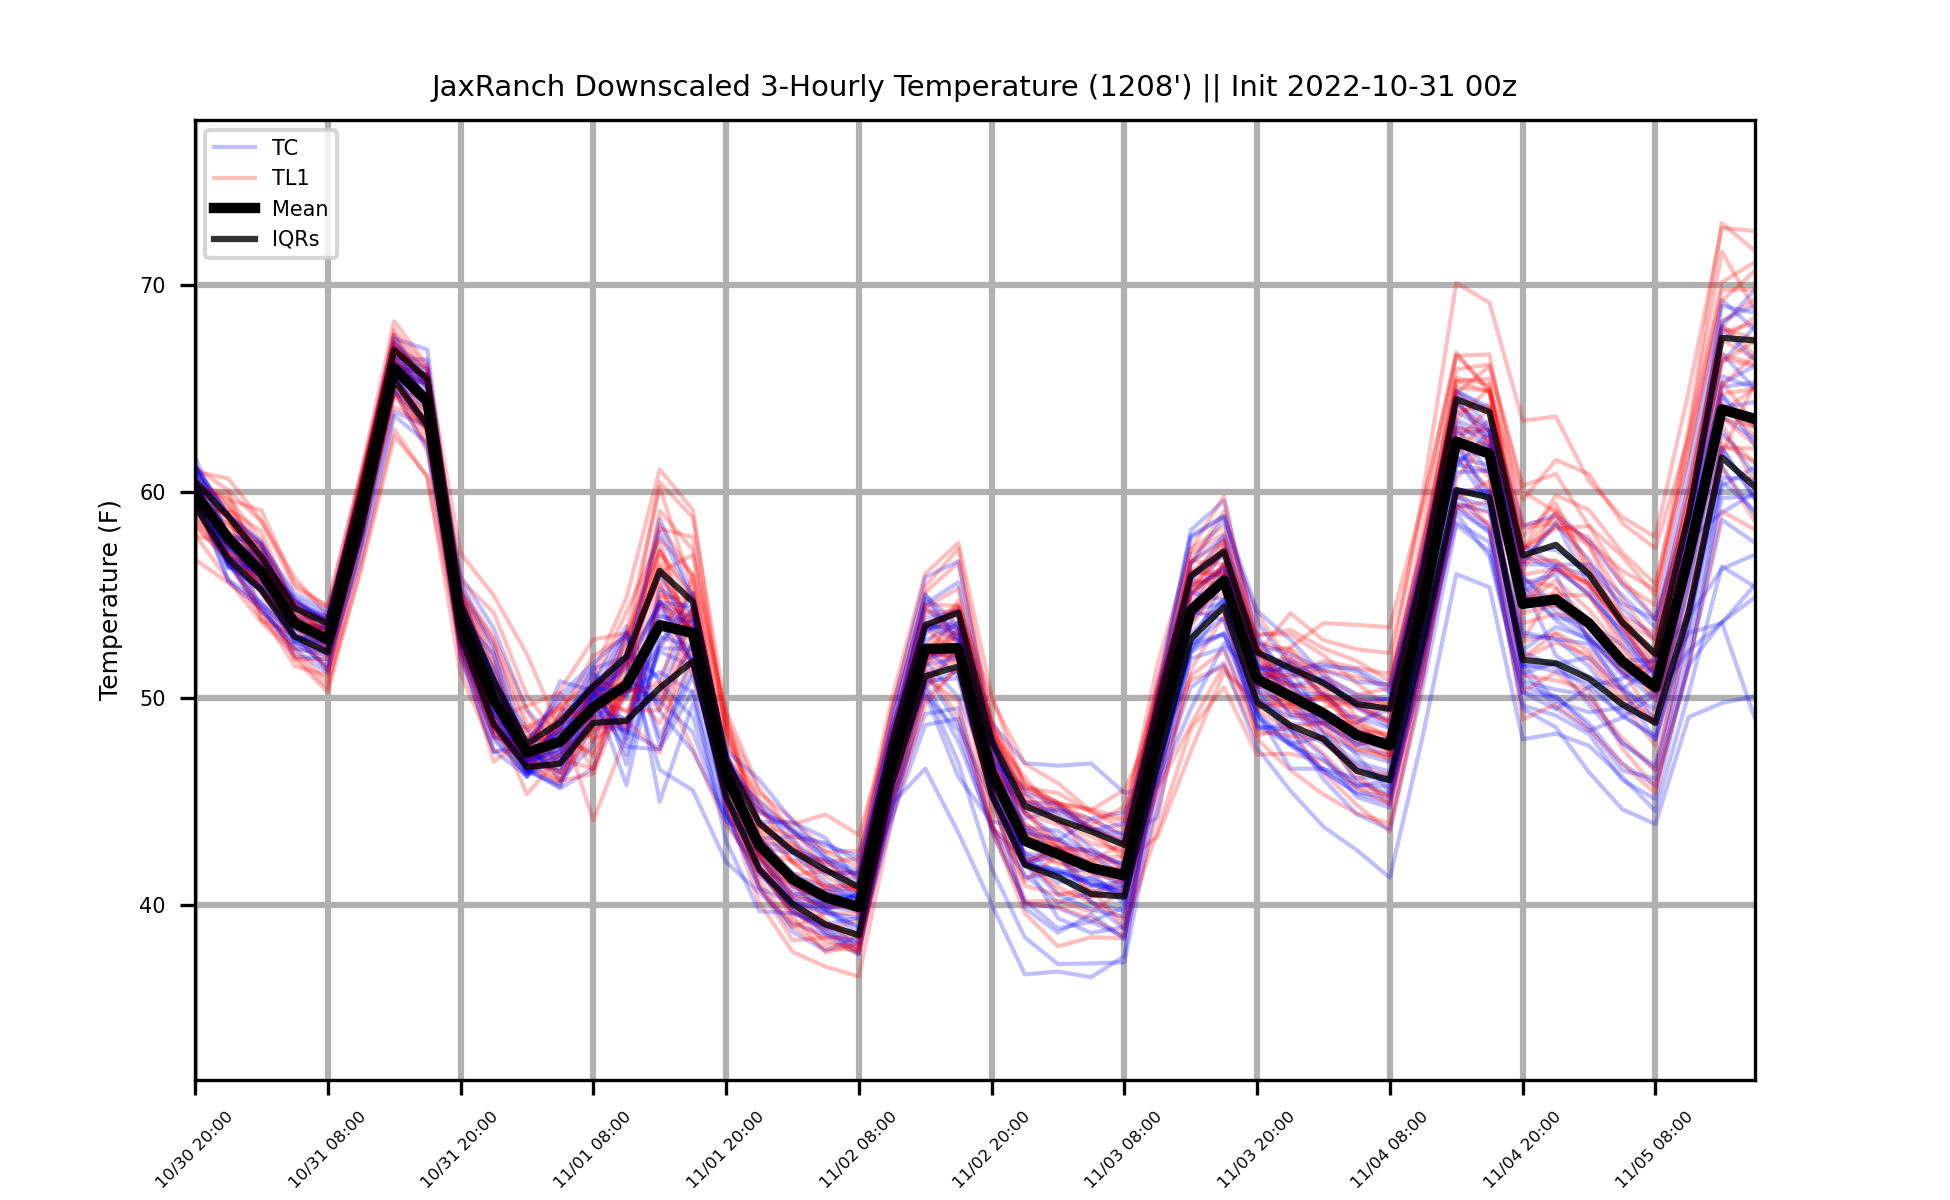 JaxRanch Downscaled 3-Hourly Temperature (1208') || Init 2022-10-31 00z
TC
TL1
Mean
IQRs
Temperature (F)
70
60
50
40
10/30 20:00
10/31 08:00
10/31 20:00
11/01 08:00
11/01 20:00
11/02 08:00
11/02 20:00
11/03 08:00
11/03 20:00
11/04 08:00
11/04 20:00
11/05 08:00